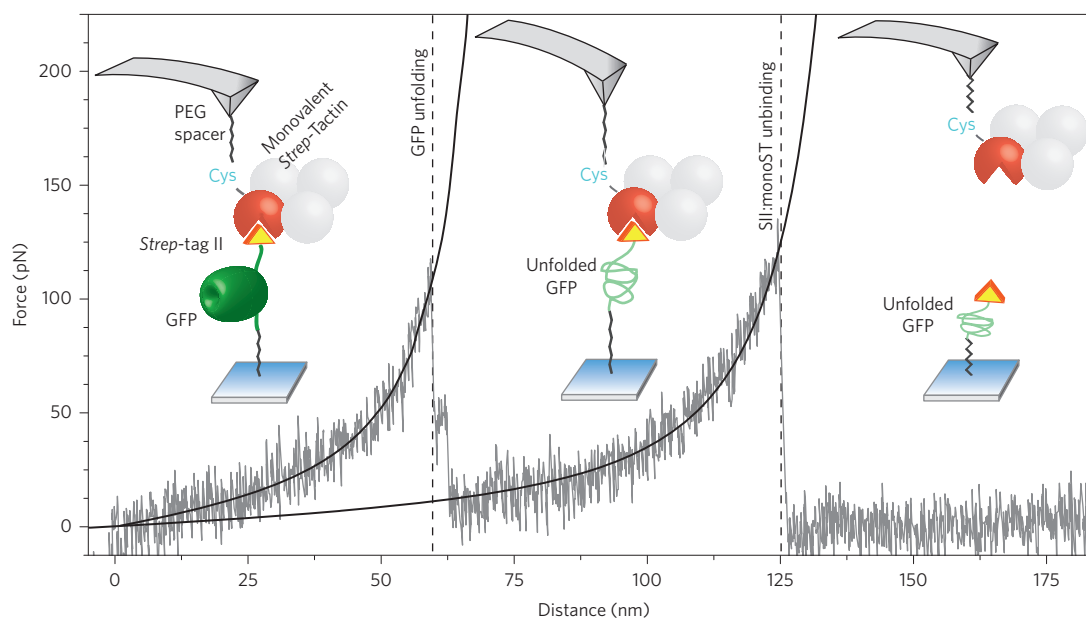 200
150
100
50
0
Force (pN)
0
25
50
75
100
125
150
175
Distance (nm)
PEG
spacer
Monovalent
Strep-Tactin
Cys
Strep-tag II
GFP
GFP unfolding
Cys
Unfolded
GFP
SII:monoST unbinding
Cys
Unfolded
GFP